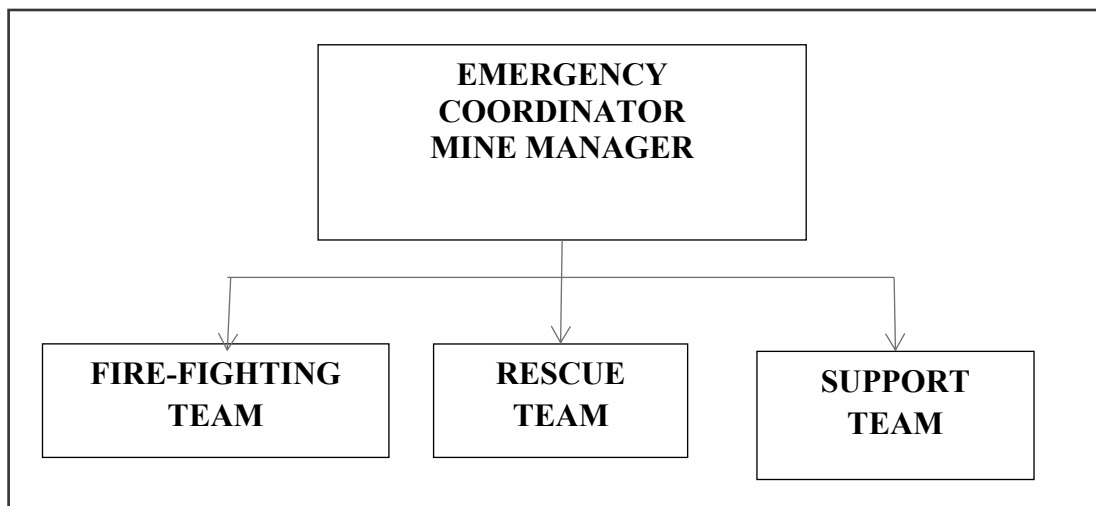 EMERGENCY
COORDINATOR
MINE MANAGER
FIRE-FIGHTING
TEAM
RESCUE
TEAM
SUPPORT
TEAM